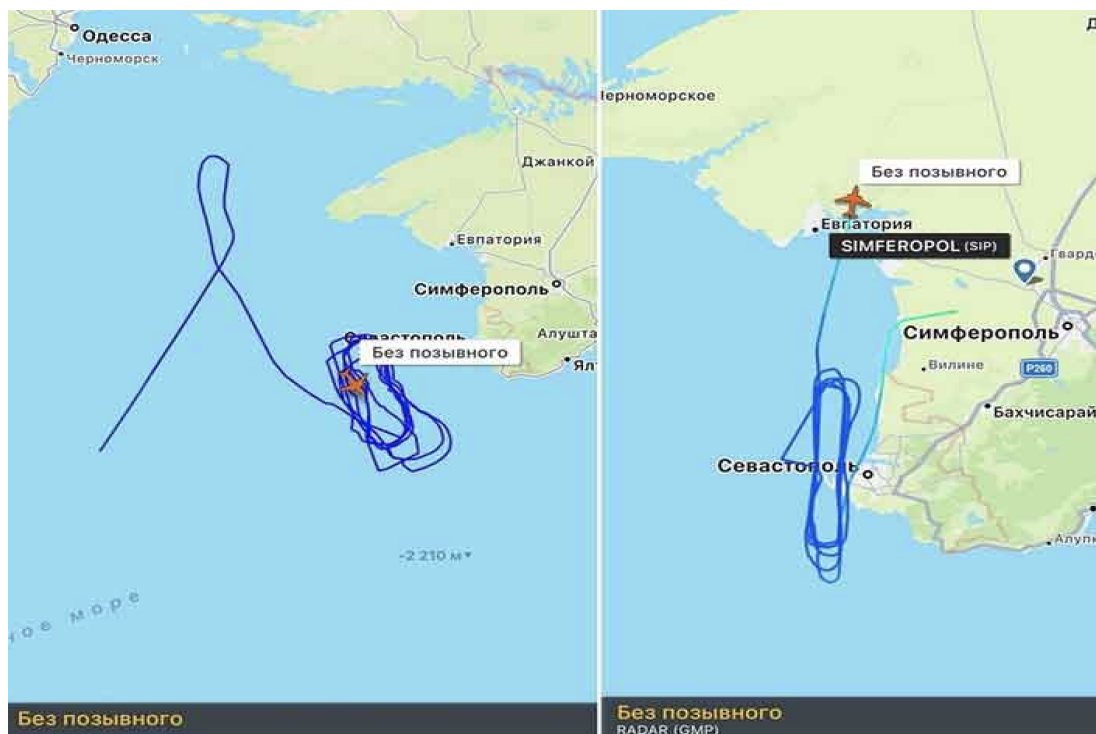 Одесса
Черноморск
Джанкой
Евпатория
Симферополь
Севастополь
Без позывного
Алушта
Ял
-2 210 м
ное море
Без позывного
Д
Черноморское
Без позывного
Евпатория
SIMFEROPOL (SIP)
Гвард
Симферополь
Вилине
P260
Бахчисарай
Севастополь
Алупк
Без позывного
RADAR (GMP)